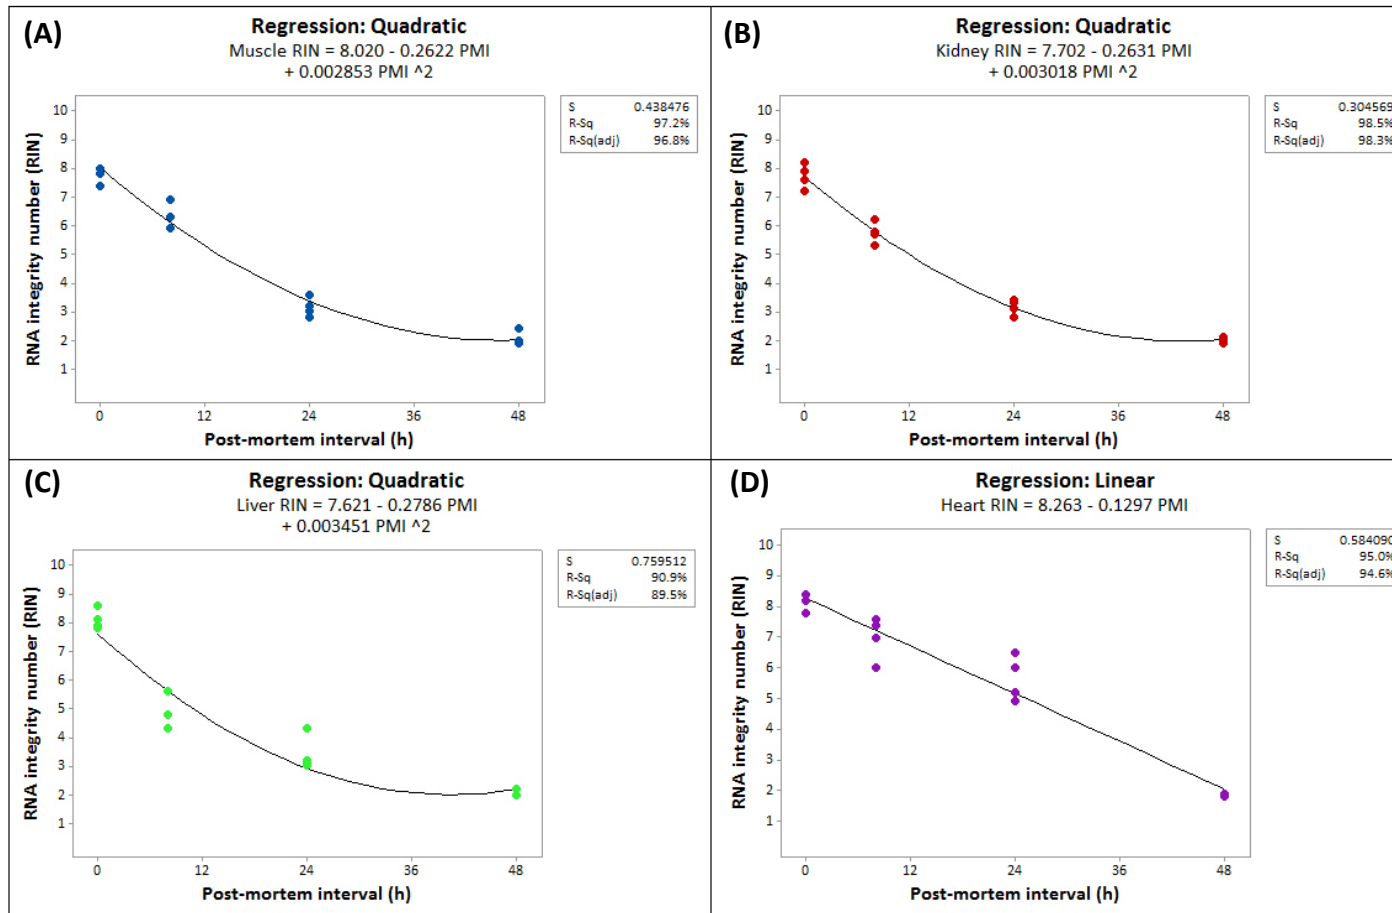 (A)
Regression: Quadratic
Muscle RIN = 8.020 - 0.2622 PMI
+ 0.002853 PMI ^2
S 0.438476
R-Sq 97.2%
R-Sq(adj) 96.8%
RNA integrity number (RIN)
10
9
8
7
6
5
4
3
2
1
0 12 24 36 48
Post-mortem interval (h)
(B)
Regression: Quadratic
Kidney RIN = 7.702 - 0.2631 PMI
+ 0.003018 PMI ^2
S 0.304569
R-Sq 98.5%
R-Sq(adj) 98.3%
RNA integrity number (RIN)
10
9
8
7
6
5
4
3
2
1
0 12 24 36 48
Post-mortem interval (h)
(C)
Regression: Quadratic
Liver RIN = 7.621 - 0.2786 PMI
+ 0.003451 PMI ^2
S 0.759512
R-Sq 90.9%
R-Sq(adj) 89.5%
RNA integrity number (RIN)
10
9
8
7
6
5
4
3
2
1
0 12 24 36 48
Post-mortem interval (h)
(D)
Regression: Linear
Heart RIN = 8.263 - 0.1297 PMI
S 0.584090
R-Sq 95.0%
R-Sq(adj) 94.6%
RNA integrity number (RIN)
10
9
8
7
6
5
4
3
2
1
0 12 24 36 48
Post-mortem interval (h)